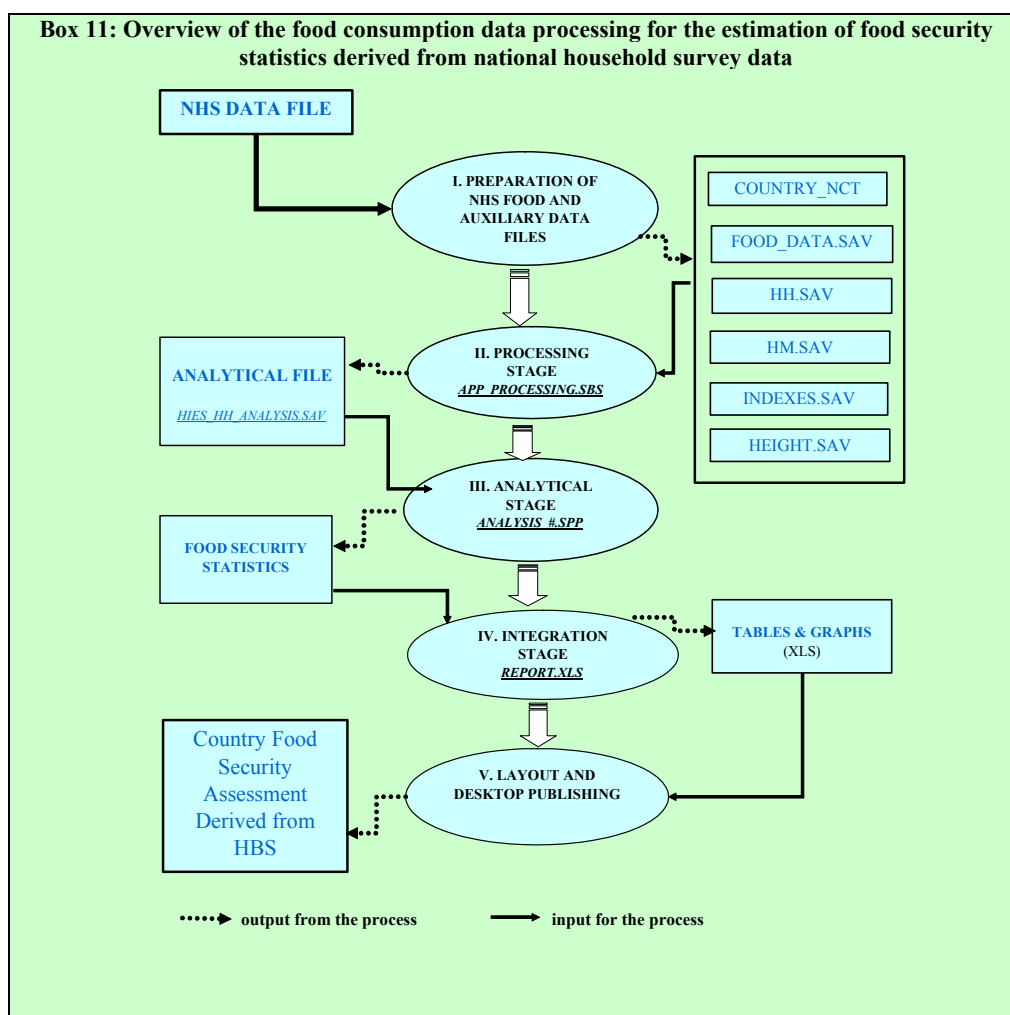 Box 11: Overview of the food consumption data processing for the estimation of food security
statistics derived from national household survey data
NHS DATA FILE
I. PREPARATION OF
NHS FOOD AND
AUXILIARY DATA
FILES
COUNTRY_NCT
FOOD_DATA.SAV
HH.SAV
HM.SAV
INDEXES.SAV
HEIGHT.SAV
II. PROCESSING
STAGE
APP_PROCESSING.SBS
ANALYTICAL FILE
HIES_HH_ANALYSIS.SAV
III. ANALYTICAL
STAGE
ANALYSIS_#.SPP
FOOD SECURITY
STATISTICS
IV. INTEGRATION
STAGE
REPORT.XLS
TABLES & GRAPHS
(XLS)
Country Food
Security
Assessment
Derived from
HBS
V. LAYOUT AND
DESKTOP PUBLISHING
output from the process
input for the process